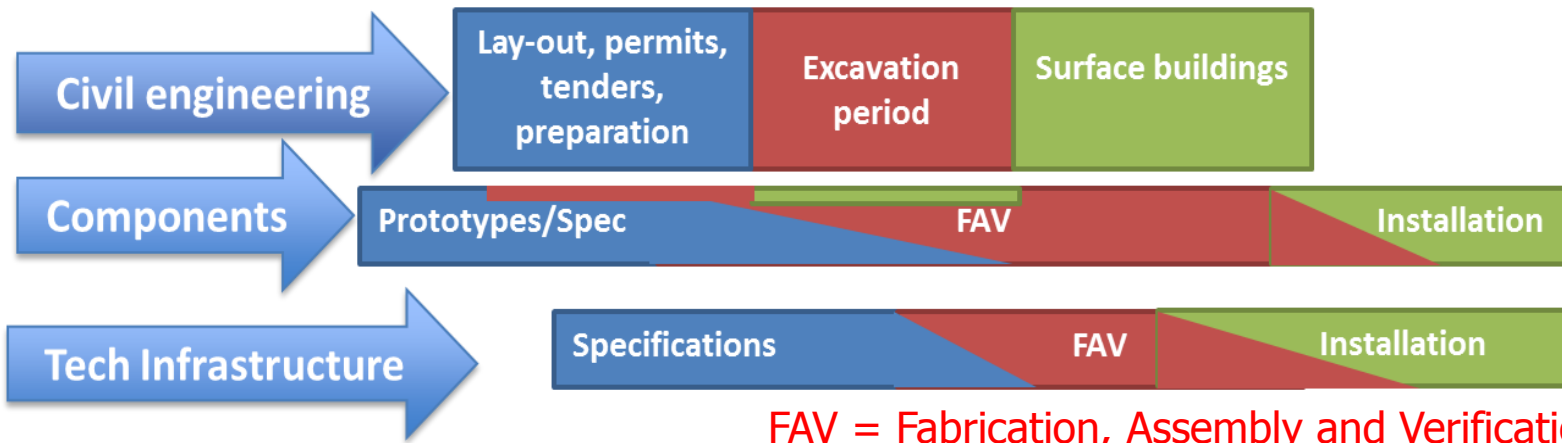 Civil engineering
Lay-out, permits,
tenders,
preparation
Excavation
period
Surface buildings
Components
Prototypes/Spec
FAV
Installation
Tech Infrastructure
Specifications
FAV
Installation
FAV = Fabrication, Assembly and Verificatio